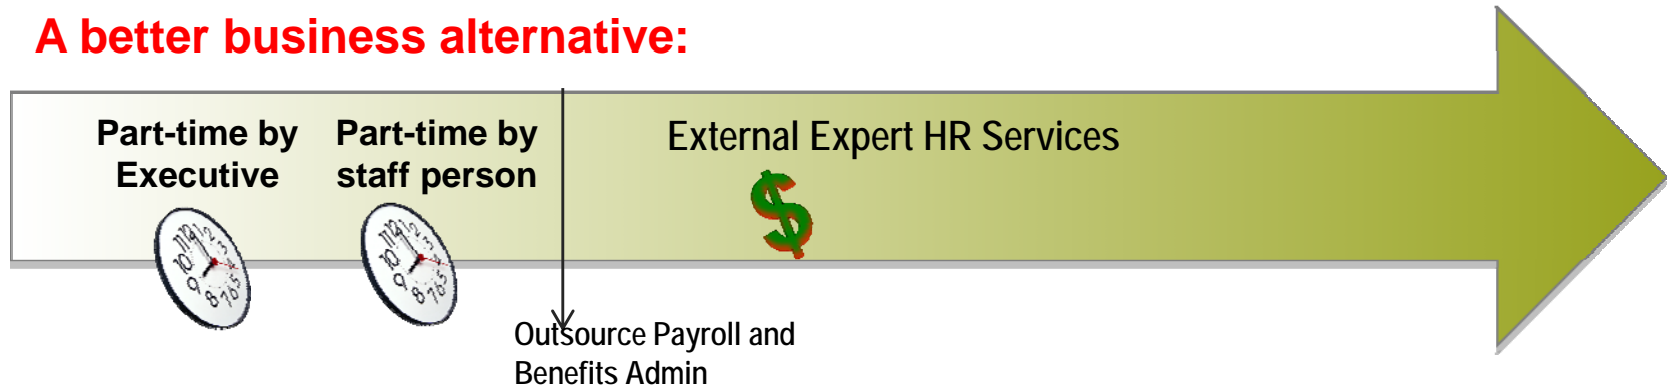 A better business alternative:
Part-time by
Executive
Part-time by
staff person
External Expert HR Services
$
Outsource Payroll and
Benefits Admin